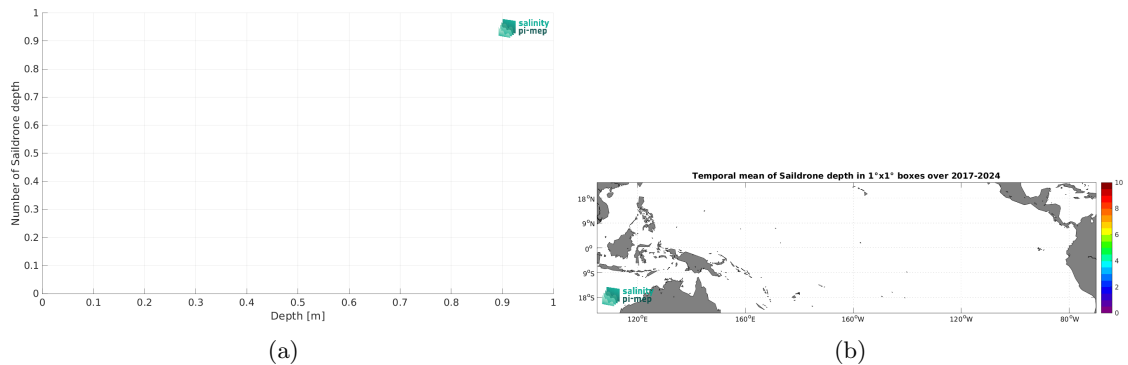 1
0.9
0.8
0.7
0.6
0.5
0.4
0.3
0.2
0.1
0
Number of Saildrone depth
0 0.1 0.2 0.3 0.4 0.5 0.6 0.7 0.8 0.9 1
Depth [m]
salinity
pi-mep
(a)
Temporal mean of Saildrone depth in 1°x1° boxes over 2017-2024
18°N
9°N
0°
9°S
18°S
120°E 160°E 160°W 120°W 80°W
salinity
pi-mep
10
8
6
4
2
0
(b)